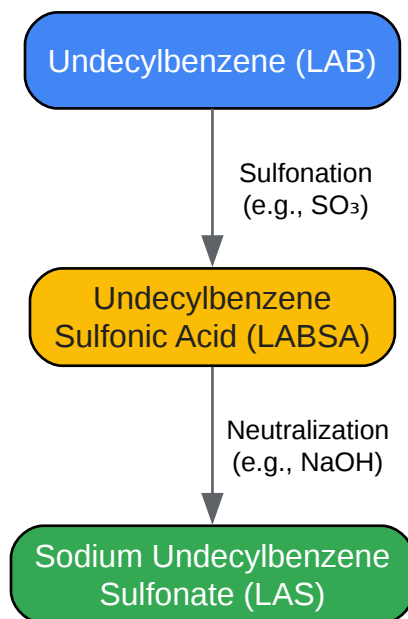 Undecylbenzene (LAB)
Sulfonation
(e.g., SO₃)
Undecylbenzene
Sulfonic Acid (LABSA)
Neutralization
(e.g., NaOH)
Sodium Undecylbenzene
Sulfonate (LAS)